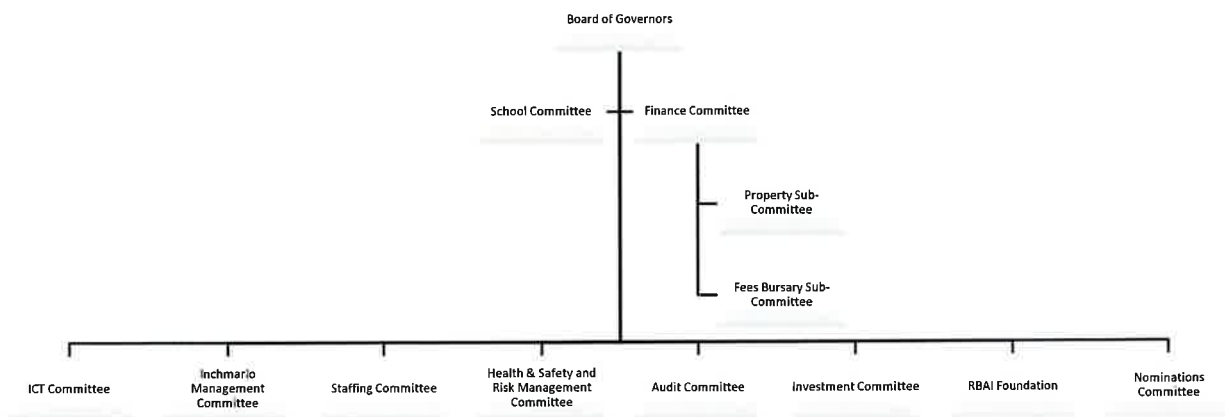 Board of Governors
School Committee
Finance Committee
Property Sub-
Committee
Fees Bursary Sub-
Committee
ICT Committee
Inchmarlo
Management
Committee
Staffing Committee
Health & Safety and
Risk Management
Committee
Audit Committee
Investment Committee
RBAI Foundation
Nominations
Committee